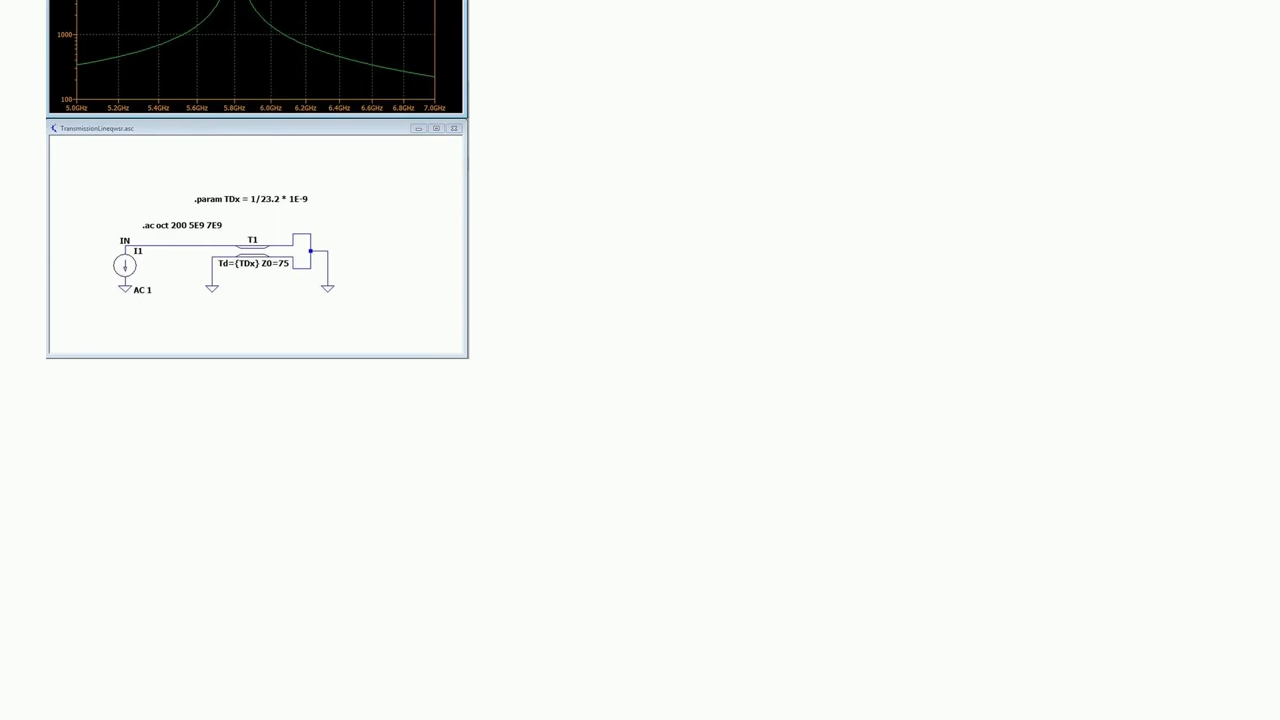 1000
100
5.0GHz 5.2GHz 5.4GHz 5.6GHz 5.8GHz 6.0GHz 6.2GHz 6.4GHz 6.6GHz 6.8GHz 7.0GHz
TransmissionLineqwsr.asc
.param TDx = 1/23.2 * 1E-9
.ac oct 200 5E9 7E9
IN
T1
I1
Td={TDx} Z0=75
AC 1